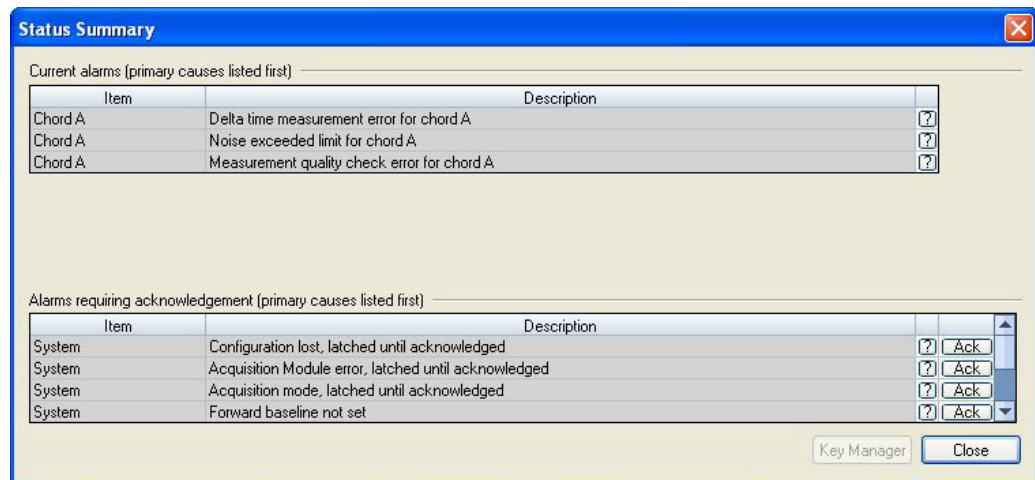 Status Summary
Current alarms (primary causes listed first)
Item Description
Chord A Delta time measurement error for chord A ?
Chord A Noise exceeded limit for chord A ?
Chord A Measurement quality check error for chord A ?
Alarms requiring acknowledgement (primary causes listed first)
Item Description
System Configuration lost, latched until acknowledged ? Ack
System Acquisition Module error, latched until acknowledged ? Ack
System Acquisition mode, latched until acknowledged ? Ack
System Forward baseline not set ? Ack
Key Manager Close